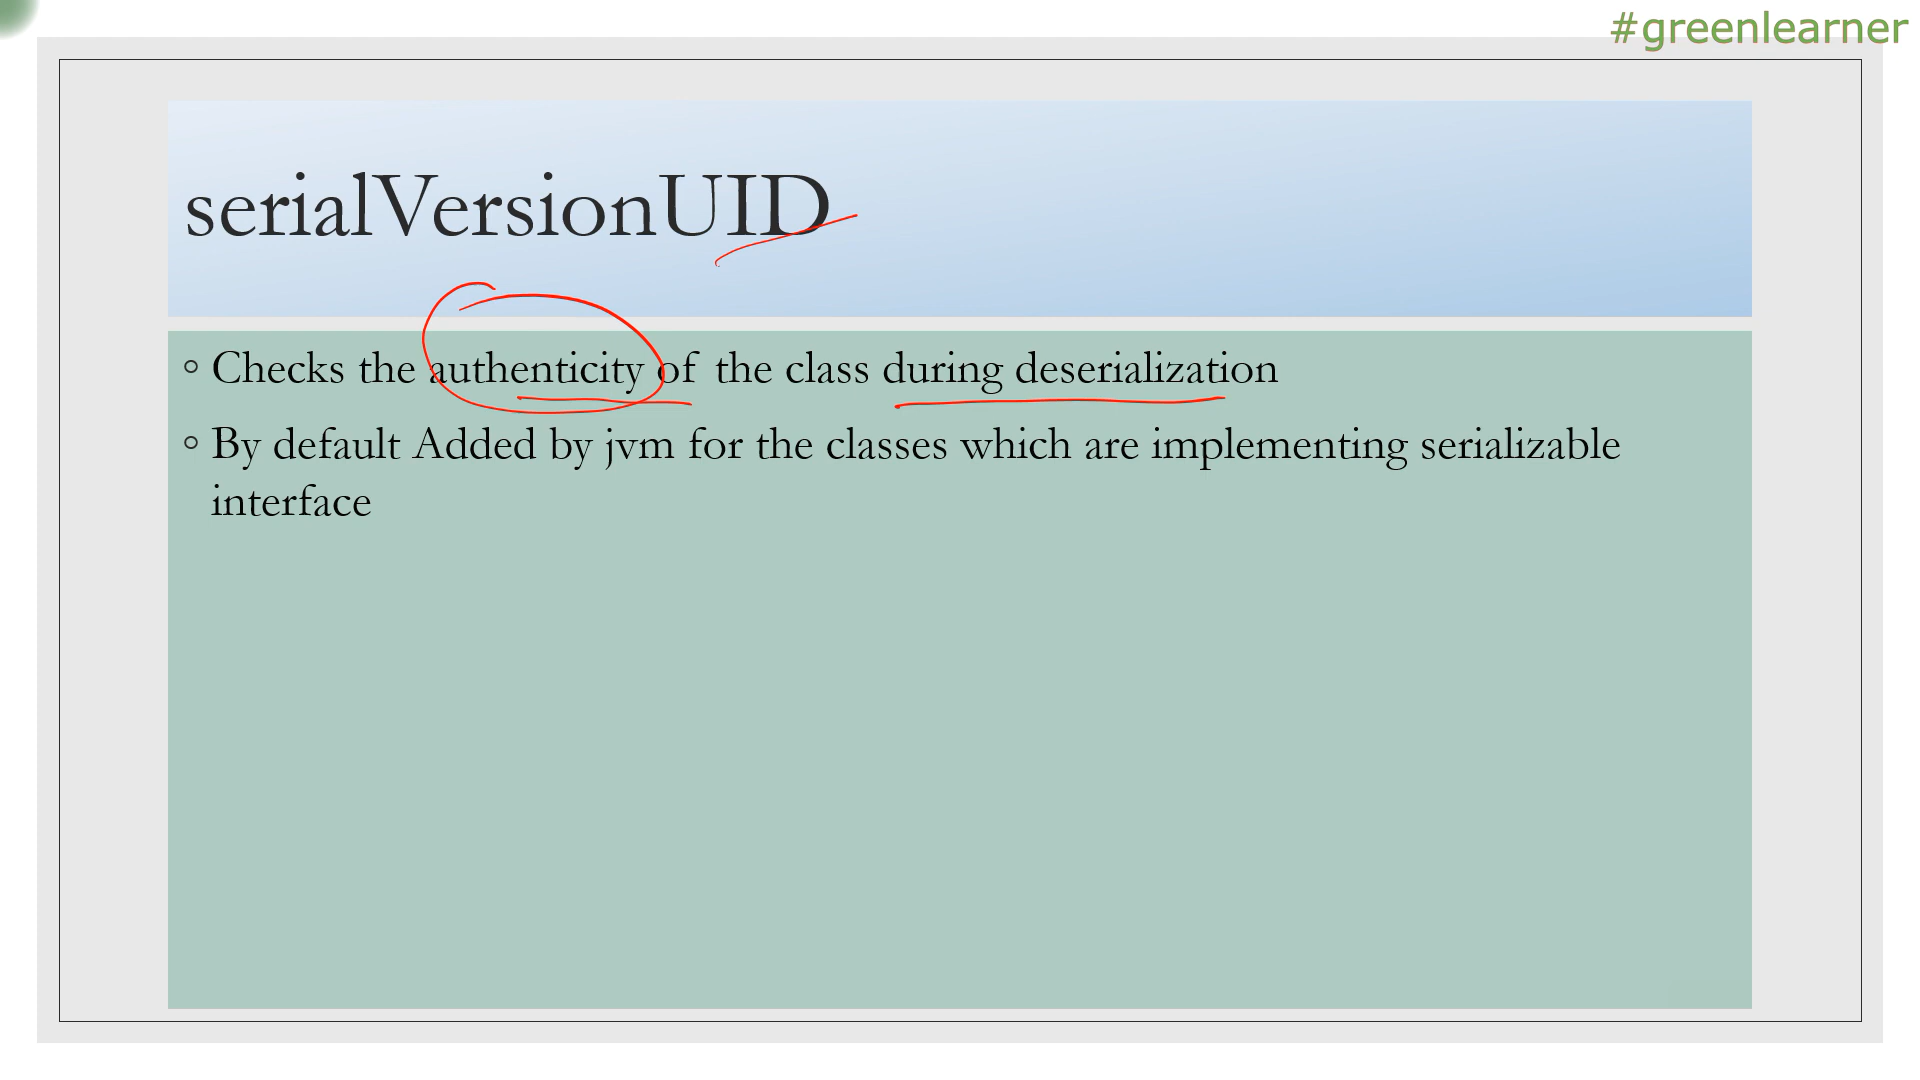 #greenlearner
serialVersionUID
◦ Checks the authenticity of the class during deserialization
◦ By default Added by jvm for the classes which are implementing serializable
interface